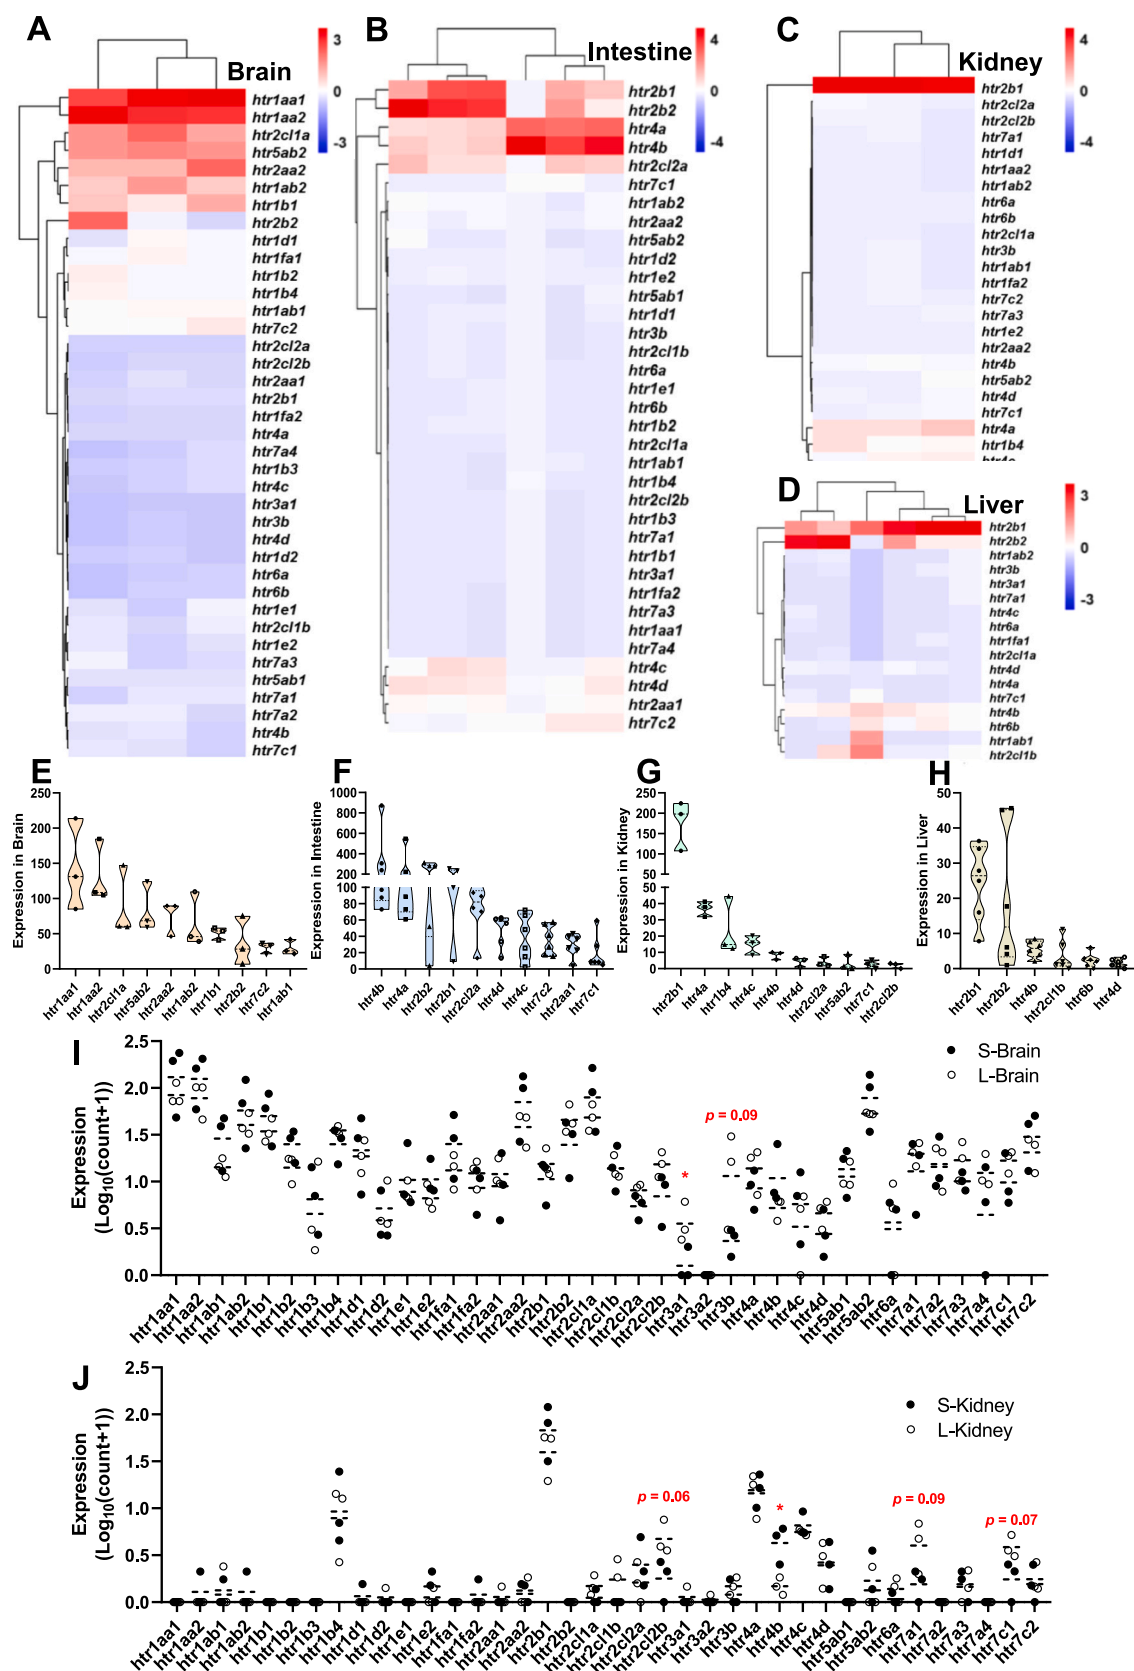 A
Brain
3
0
-3
htr1aa1
htr1aa2
htr2cl1a
htr5ab2
htr2aa2
htr1ab2
htr1b1
htr2b2
htr1d1
htr1fa1
htr1b2
htr1b4
htr1ab1
htr7c2
htr2cl2a
htr2cl2b
htr2aa1
htr2b1
htr1fa2
htr4a
htr7a4
htr1b3
htr4c
htr3a1
htr3b
htr4d
htr1d2
htr6a
htr6b
htr1e1
htr2cl1b
htr1e2
htr7a3
htr5ab1
htr7a1
htr7a2
htr4b
htr7c1
B
Intestine
4
0
-4
htr2b1
htr2b2
htr4a
htr4b
htr2cl2a
htr7c1
htr1ab2
htr2aa2
htr5ab2
htr1d2
htr1e2
htr5ab1
htr1d1
htr3b
htr2cl1b
htr6a
htr1e1
htr6b
htr1b2
htr2cl1a
htr1ab1
htr1b4
htr2cl2b
htr1b3
htr7a1
htr1b1
htr3a1
htr1fa2
htr7a3
htr1aa1
htr7a4
htr4c
htr4d
htr2aa1
htr7c2
C
Kidney
4
0
-4
htr2b1
htr2cl2a
htr2cl2b
htr7a1
htr1d1
htr1aa2
htr1ab2
htr6a
htr6b
htr2cl1a
htr3b
htr1ab1
htr1fa2
htr7c2
htr7a3
htr1e2
htr2aa2
htr4b
htr5ab2
htr4d
htr7c1
htr4a
htr1b4
htr4c
D
Liver
3
0
-3
htr2b1
htr2b2
htr1ab2
htr3b
htr3a1
htr7a1
htr4c
htr6a
htr1fa1
htr2cl1a
htr4d
htr4a
htr7c1
htr4b
htr6b
htr1ab1
htr2cl1b
E
Expression in Brain
250
200
150
100
50
0
htr1aa1
htr1aa2
htr2cl1a
htr5ab2
htr2aa2
htr1ab2
htr1b1
htr2b2
htr7c2
htr1ab1
F
Expression in Intestine
1000
800
600
400
200
100
80
60
40
20
0
htr4b
htr4a
htr2b2
htr2b1
htr2cl2a
htr4d
htr4c
htr7c2
htr2aa1
htr7c1
G
Expression in Kidney
250
200
150
100
50
40
30
20
10
0
htr2b1
htr4a
htr1b4
htr4c
htr4b
htr4d
htr2cl2a
htr5ab2
htr7c1
htr2cl2b
H
Expression in Liver
50
40
30
20
10
0
htr2b1
htr2b2
htr4b
htr2cl1b
htr6b
htr4d
I
Expression
(Log10(count+1))
2.5
2.0
1.5
1.0
0.5
0.0
S-Brain
L-Brain
*
p = 0.09
htr1aa1
htr1aa2
htr1ab1
htr1ab2
htr1b1
htr1b2
htr1b3
htr1b4
htr1d1
htr1d2
htr1e1
htr1e2
htr1fa1
htr1fa2
htr2aa1
htr2aa2
htr2b1
htr2b2
htr2cl1a
htr2cl1b
htr2cl2a
htr2cl2b
htr3a1
htr3a2
htr3b
htr4a
htr4b
htr4c
htr4d
htr5ab1
htr5ab2
htr6a
htr7a1
htr7a2
htr7a3
htr7a4
htr7c1
htr7c2
J
Expression
(Log10(count+1))
2.5
2.0
1.5
1.0
0.5
0.0
S-Kidney
L-Kidney
p = 0.06
*
p = 0.09
p = 0.07
htr1aa1
htr1aa2
htr1ab1
htr1ab2
htr1b1
htr1b2
htr1b3
htr1b4
htr1d1
htr1d2
htr1e1
htr1e2
htr1fa1
htr1fa2
htr2aa1
htr2aa2
htr2b1
htr2b2
htr2cl1a
htr2cl1b
htr2cl2a
htr2cl2b
htr3a1
htr3a2
htr3b
htr4a
htr4b
htr4c
htr4d
htr5ab1
htr5ab2
htr6a
htr7a1
htr7a2
htr7a3
htr7a4
htr7c1
htr7c2